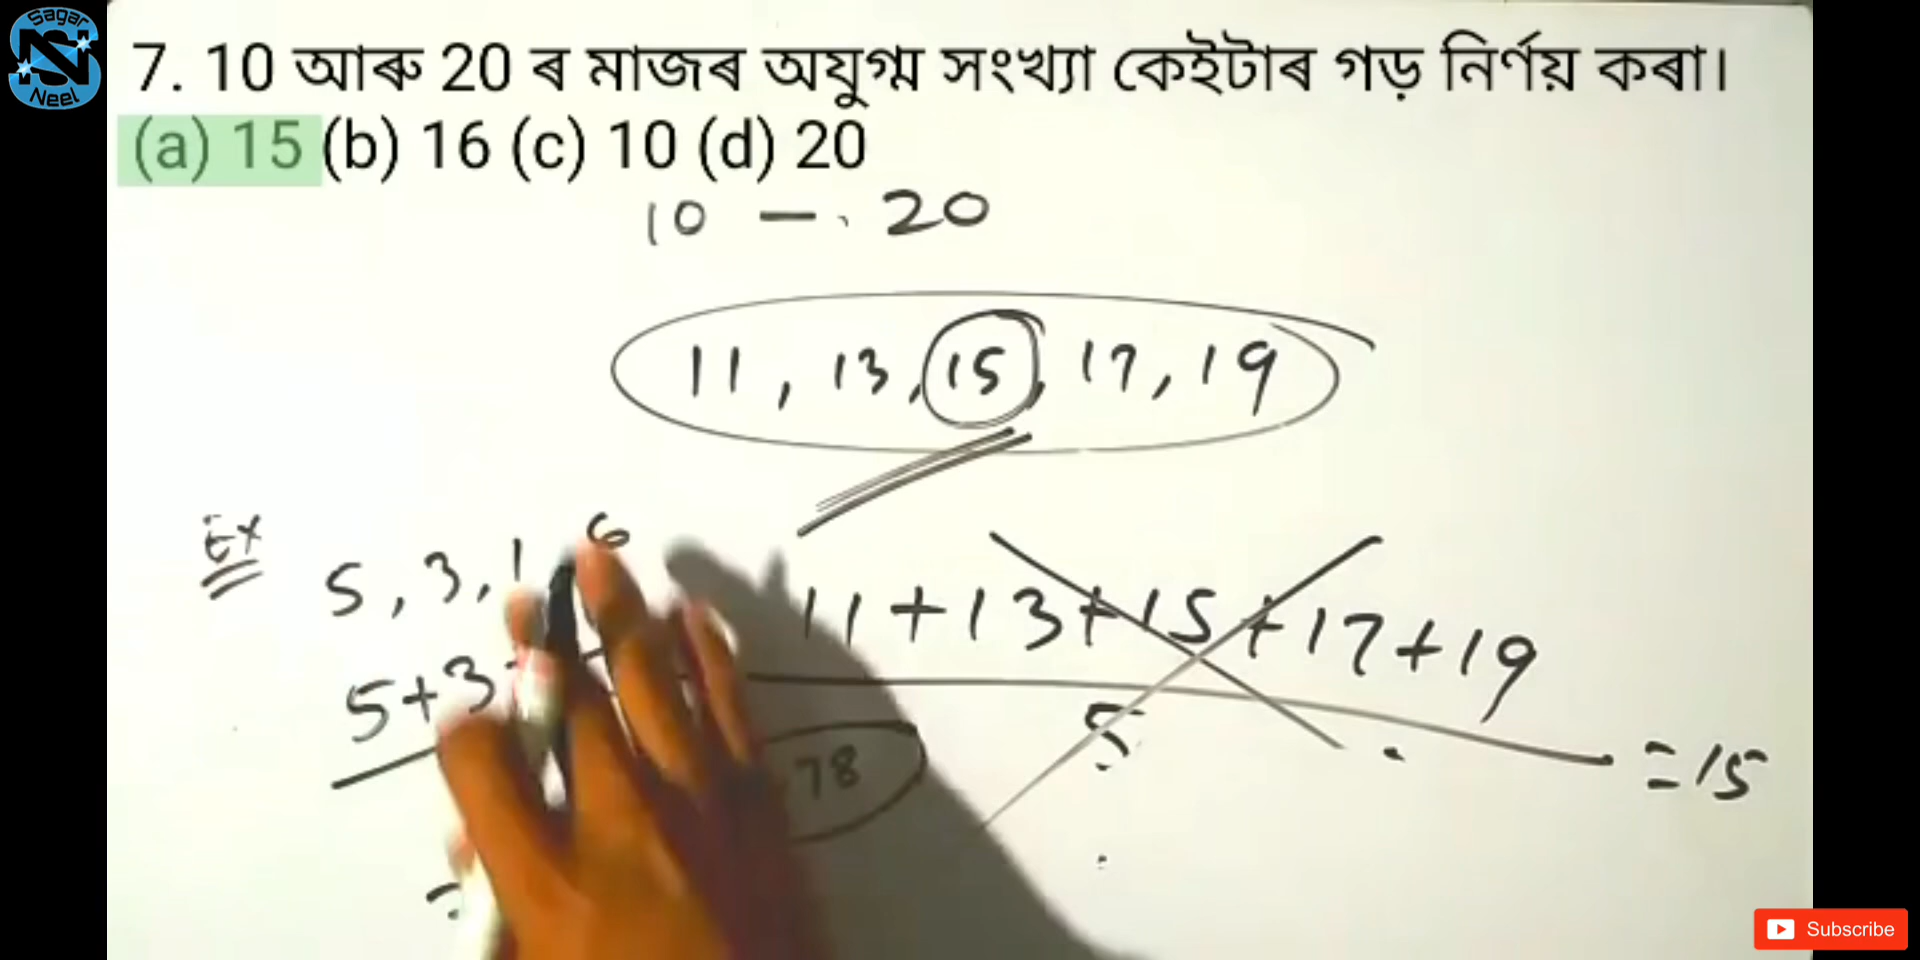 Sagar
NS
Neel
7. 10 আৰু 20 ৰ মাজৰ অযুগ্ম সংখ্যা কেইটাৰ গড় নিৰ্ণয় কৰা।
(a) 15 (b) 16 (c) 10 (d) 20
10 — 20
11, 13, 15, 17, 19
Ex
5, 3, 1 6
11+13+15+17+19
5+3
5
= 15
78
=
Subscribe